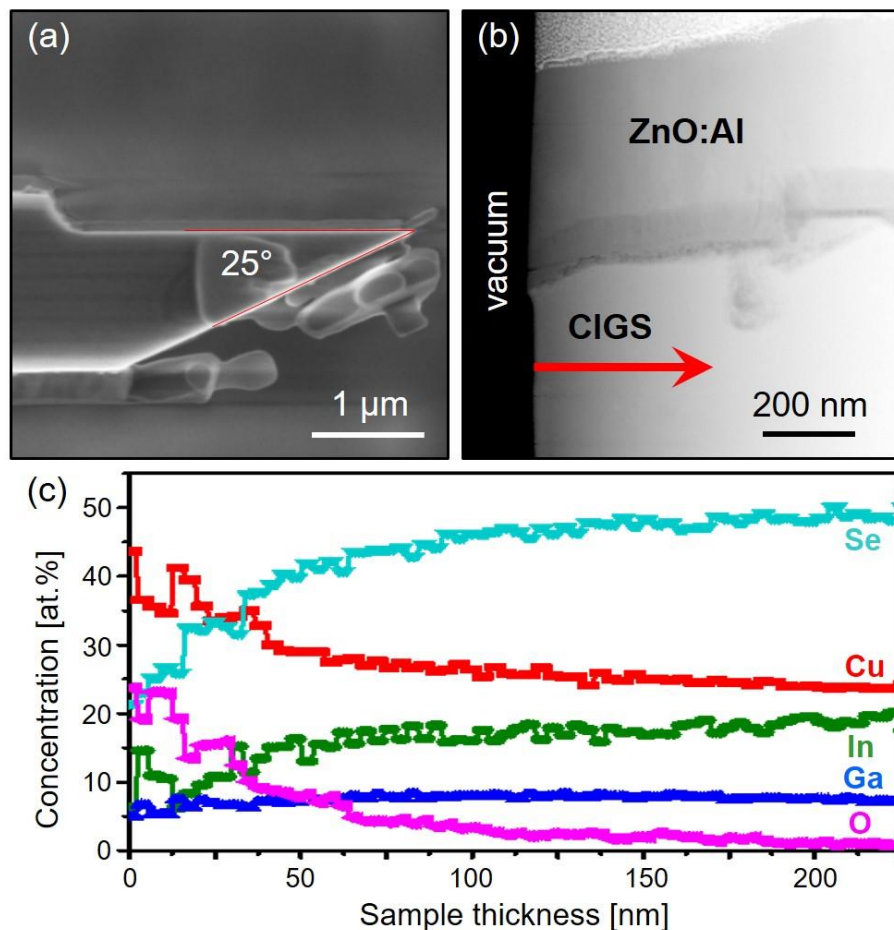 (a)
25°
1 µm
(b)
ZnO:Al
vacuum
CIGS
200 nm
(c)
Concentration [at.%]
50
40
30
20
10
0
Se
Cu
In
Ga
O
0 50 100 150 200
Sample thickness [nm]